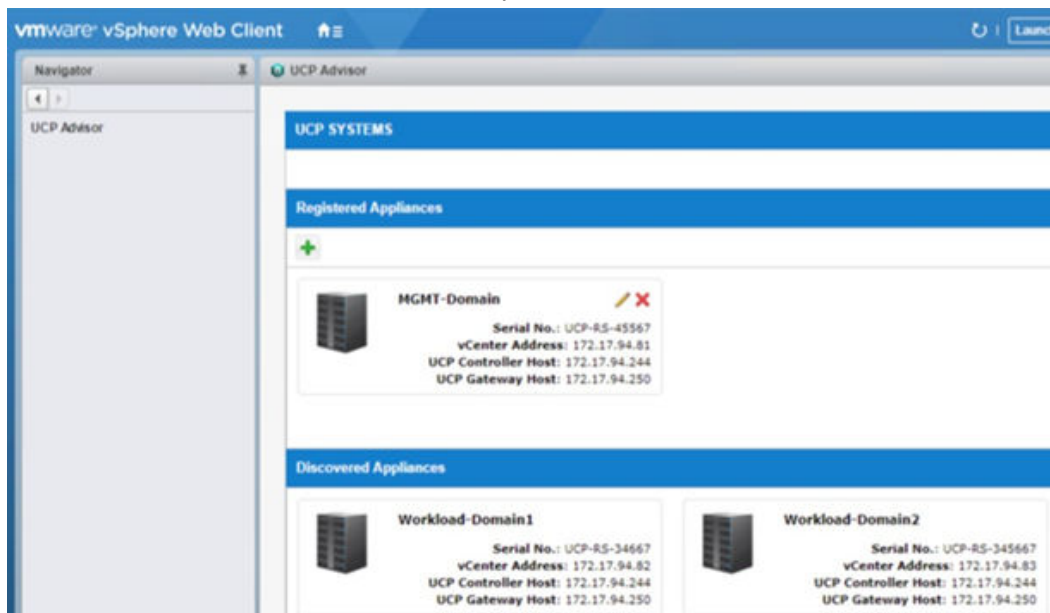 vmware® vSphere Web Client
Launc
Navigator
UCP Advisor
UCP Advisor
UCP SYSTEMS
Registered Appliances
MGMT-Domain
Serial No.: UCP-RS-45567
vCenter Address: 172.17.94.81
UCP Controller Host: 172.17.94.244
UCP Gateway Host: 172.17.94.250
Discovered Appliances
Workload-Domain1
Serial No.: UCP-RS-34667
vCenter Address: 172.17.94.82
UCP Controller Host: 172.17.94.244
UCP Gateway Host: 172.17.94.250
Workload-Domain2
Serial No.: UCP-RS-345667
vCenter Address: 172.17.94.83
UCP Controller Host: 172.17.94.244
UCP Gateway Host: 172.17.94.250